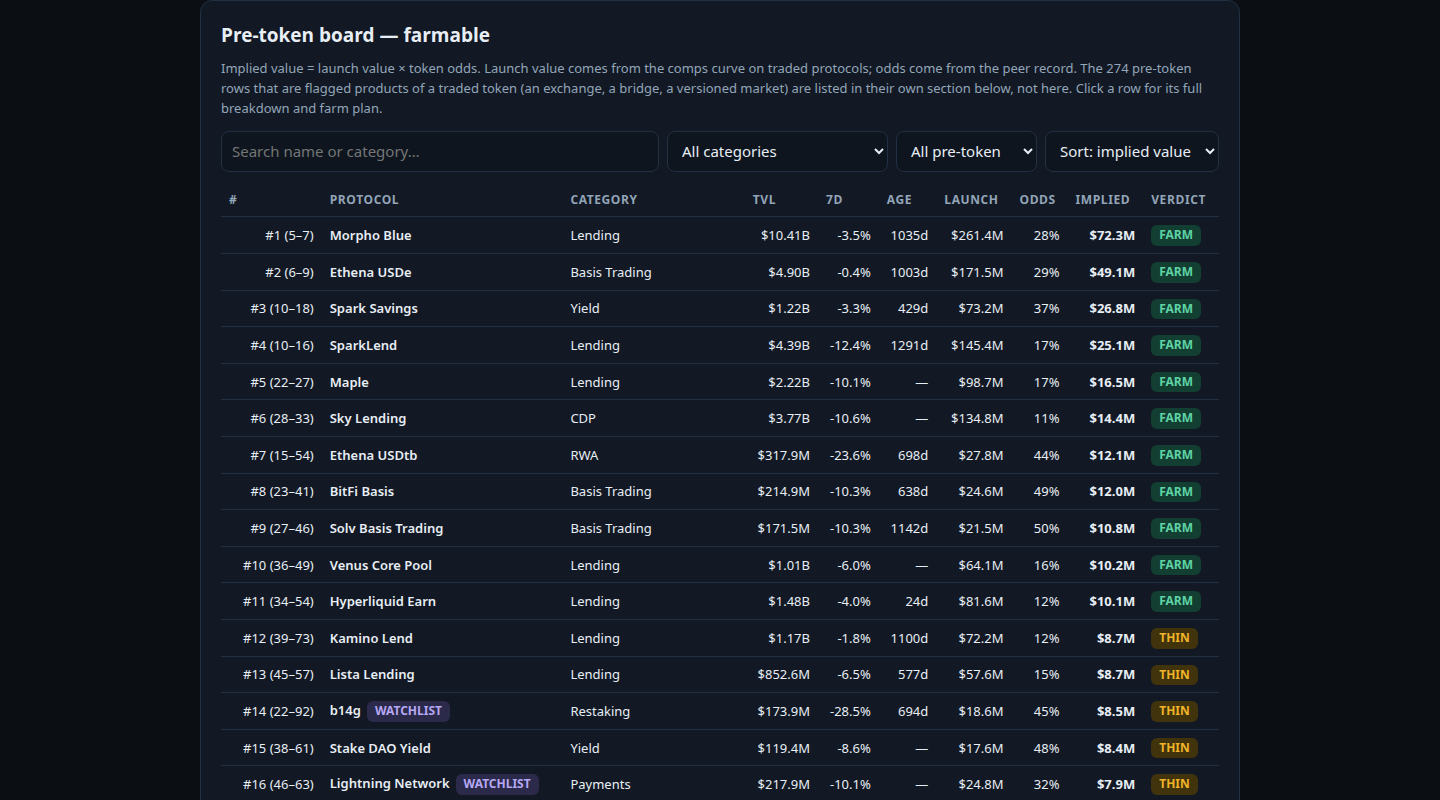 Pre-token board — farmable
Implied value = launch value × token odds. Launch value comes from the comps curve on traded protocols; odds come from the peer record. The 274 pre-token
rows that are flagged products of a traded token (an exchange, a bridge, a versioned market) are listed in their own section below, not here. Click a row for its full
breakdown and farm plan.
Search name or category... All categories All pre-token Sort: implied value
# PROTOCOL CATEGORY TVL 7D AGE LAUNCH ODDS IMPLIED VERDICT
#1 (5–7) Morpho Blue Lending $10.41B -3.5% 1035d $261.4M 28% $72.3M FARM
#2 (6–9) Ethena USDe Basis Trading $4.90B -0.4% 1003d $171.5M 29% $49.1M FARM
#3 (10–18) Spark Savings Yield $1.22B -3.3% 429d $73.2M 37% $26.8M FARM
#4 (10–16) SparkLend Lending $4.39B -12.4% 1291d $145.4M 17% $25.1M FARM
#5 (22–27) Maple Lending $2.22B -10.1% — $98.7M 17% $16.5M FARM
#6 (28–33) Sky Lending CDP $3.77B -10.6% — $134.8M 11% $14.4M FARM
#7 (15–54) Ethena USDtb RWA $317.9M -23.6% 698d $27.8M 44% $12.1M FARM
#8 (23–41) BitFi Basis Basis Trading $214.9M -10.3% 638d $24.6M 49% $12.0M FARM
#9 (27–46) Solv Basis Trading Basis Trading $171.5M -10.3% 1142d $21.5M 50% $10.8M FARM
#10 (36–49) Venus Core Pool Lending $1.01B -6.0% — $64.1M 16% $10.2M FARM
#11 (34–54) Hyperliquid Earn Lending $1.48B -4.0% 24d $81.6M 12% $10.1M FARM
#12 (39–73) Kamino Lend Lending $1.17B -1.8% 1100d $72.2M 12% $8.7M THIN
#13 (45–57) Lista Lending Lending $852.6M -6.5% 577d $57.6M 15% $8.7M THIN
#14 (22–92) b14g WATCHLIST Restaking $173.9M -28.5% 694d $18.6M 45% $8.5M THIN
#15 (38–61) Stake DAO Yield Yield $119.4M -8.6% — $17.6M 48% $8.4M THIN
#16 (46–63) Lightning Network WATCHLIST Payments $217.9M -10.1% — $24.8M 32% $7.9M THIN